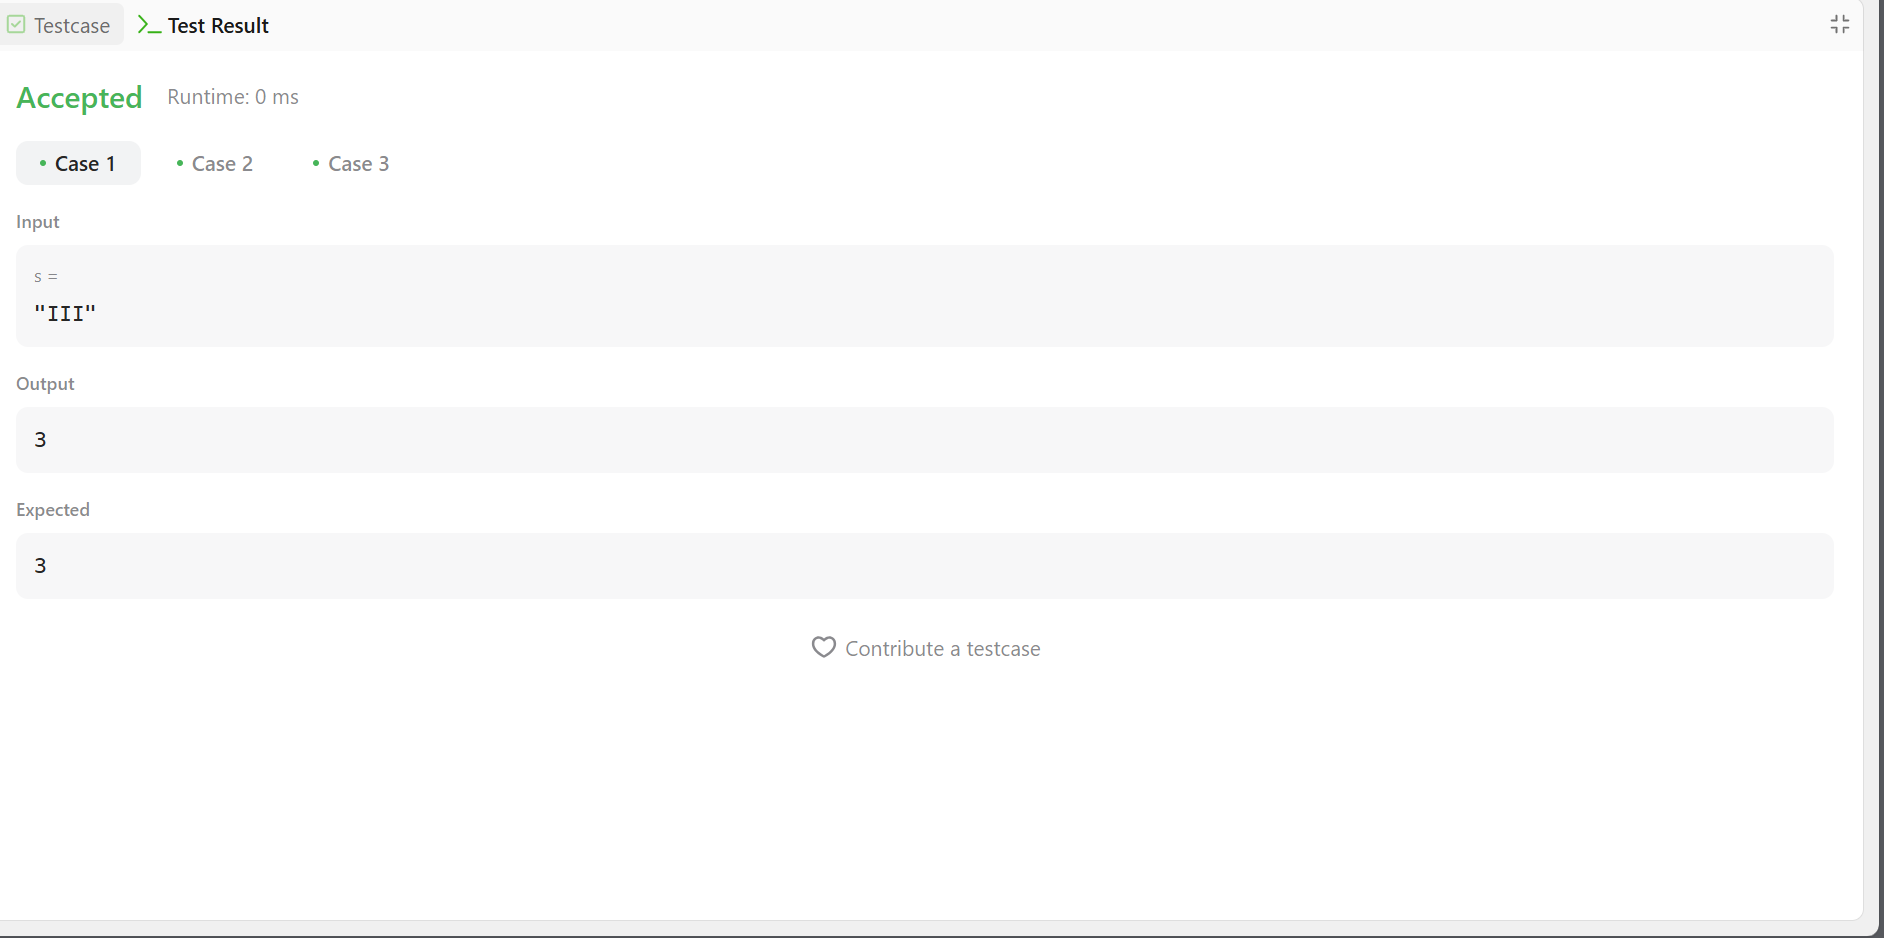 Testcase Test Result
Accepted Runtime: 0 ms
Case 1 Case 2 Case 3
Input
s =
"III"
Output
3
Expected
3
Contribute a testcase